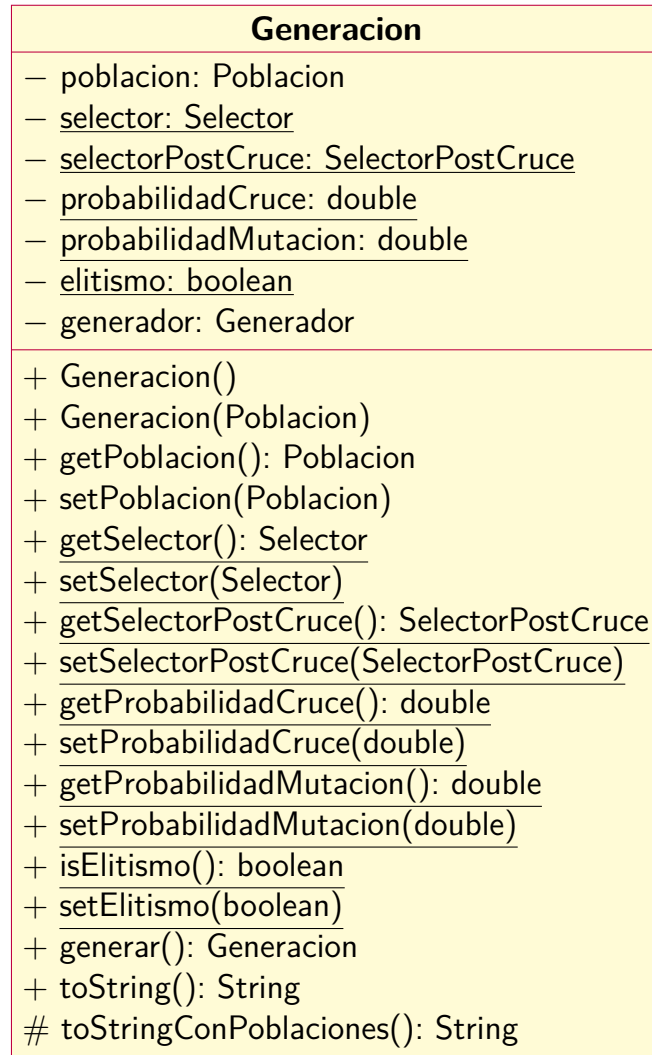 Generacion
− poblacion: Poblacion
− selector: Selector
− selectorPostCruce: SelectorPostCruce
− probabilidadCruce: double
− probabilidadMutacion: double
− elitismo: boolean
− generador: Generador
+ Generacion()
+ Generacion(Poblacion)
+ getPoblacion(): Poblacion
+ setPoblacion(Poblacion)
+ getSelector(): Selector
+ setSelector(Selector)
+ getSelectorPostCruce(): SelectorPostCruce
+ setSelectorPostCruce(SelectorPostCruce)
+ getProbabilidadCruce(): double
+ setProbabilidadCruce(double)
+ getProbabilidadMutacion(): double
+ setProbabilidadMutacion(double)
+ isElitismo(): boolean
+ setElitismo(boolean)
+ generar(): Generacion
+ toString(): String
# toStringConPoblaciones(): String